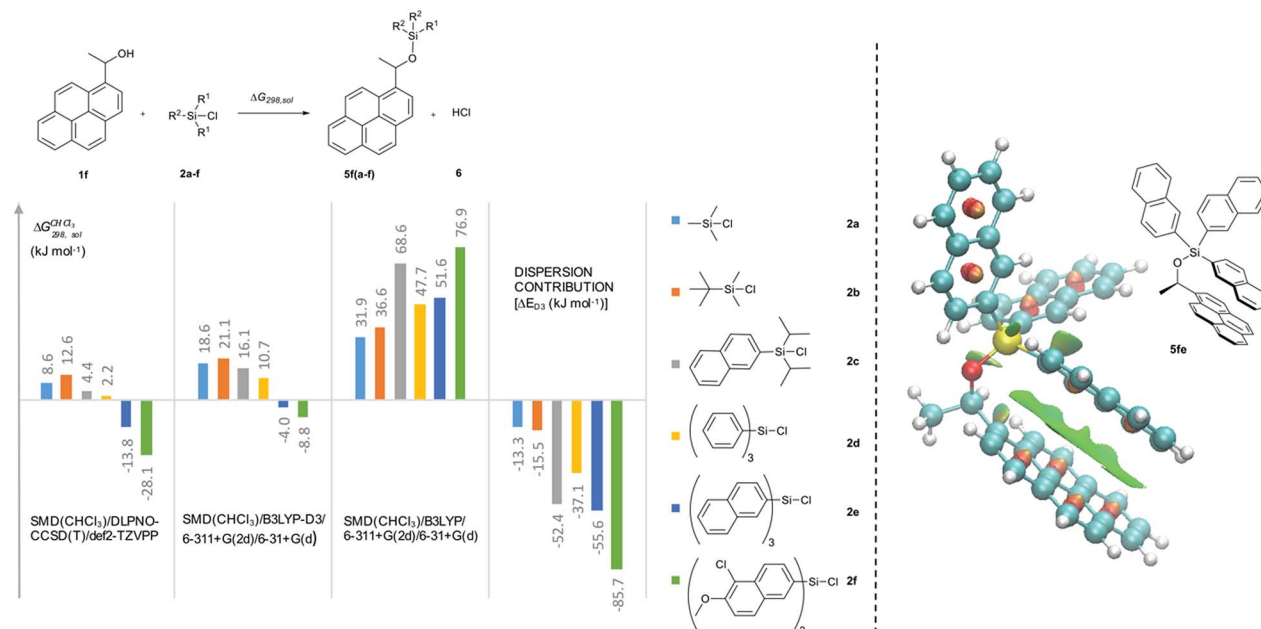 OH
R²
R²
R¹
Si
O
R¹
R²
Si
Cl
R¹
ΔG298,sol
+
+
HCl
1f
2a-f
5f(a-f)
6
ΔG CHCl₃ 298, sol
(kJ mol⁻¹)
8.6
12.6
4.4
2.2
-13.8
-28.1
SMD(CHCl₃)/DLPNO-
CCSD(T)/def2-TZVPP
18.6
21.1
16.1
10.7
-4.0
-8.8
SMD(CHCl₃)/B3LYP-D3/
6-311+G(2d)/6-31+G(d)
31.9
36.6
68.6
47.7
51.6
76.9
SMD(CHCl₃)/B3LYP/
6-311+G(2d)/6-31+G(d)
DISPERSION
CONTRIBUTION
[ΔE_D3 (kJ mol⁻¹)]
-13.3
-15.5
-52.4
-37.1
-55.6
-85.7
Si Cl
2a
Si Cl
2b
Si Cl
2c
Si Cl
3
2d
Si Cl
3
2e
Cl
Si Cl
O
2f
Si
O
5fe